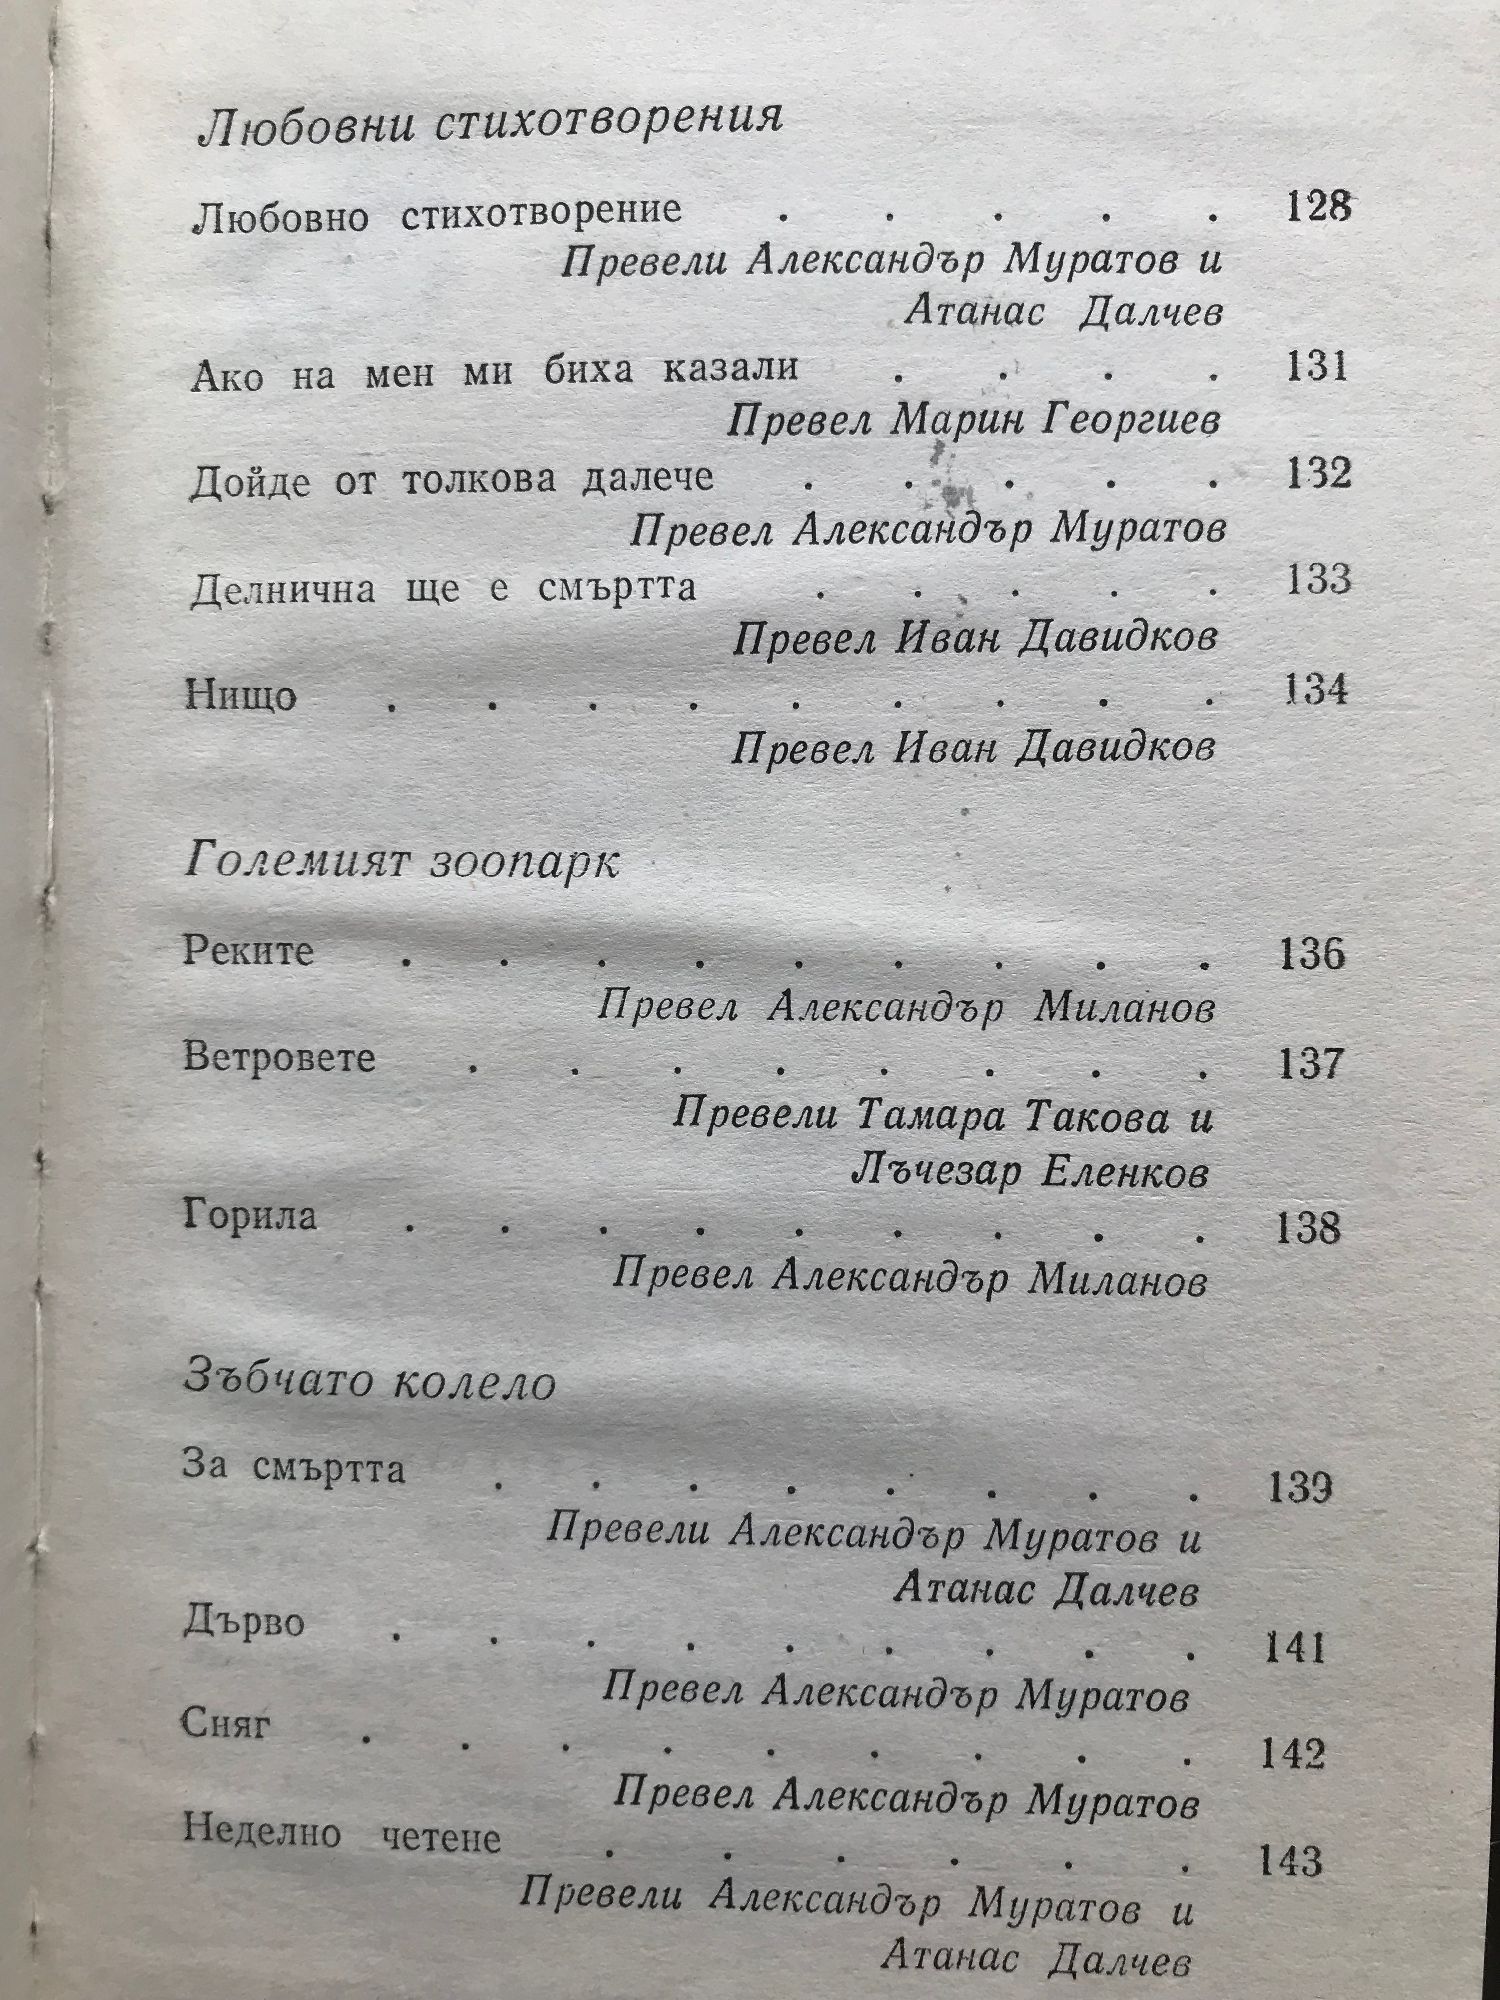 Любовни стихотворения
Любовно стихотворение . . . . . 128
Превели Александър Муратов и
Атанас Далчев
Ако на мен ми биха казали . . . . 131
Превел Марин Георгиев
Дойде от толкова далече . . . . . 132
Превел Александър Муратов
Делнична ще е смъртта . . . . . 133
Превел Иван Давидков
Нищо . . . . . . . . . 134
Превел Иван Давидков
Големият зоопарк
Реките . . . . . . . . . 136
Превел Александър Миланов
Ветровете . . . . . . . . 137
Превели Тамара Такова и
Лъчезар Еленков
Горила . . . . . . . . . 138
Превел Александър Миланов
Зъбчато колело
За смъртта . . . . . . . . 139
Превели Александър Муратов и
Атанас Далчев
Дърво . . . . . . . . . 141
Превел Александър Муратов
Сняг . . . . . . . . . 142
Превел Александър Муратов
Неделно четене . . . . . . 143
Превели Александър Муратов и
Атанас Далчев